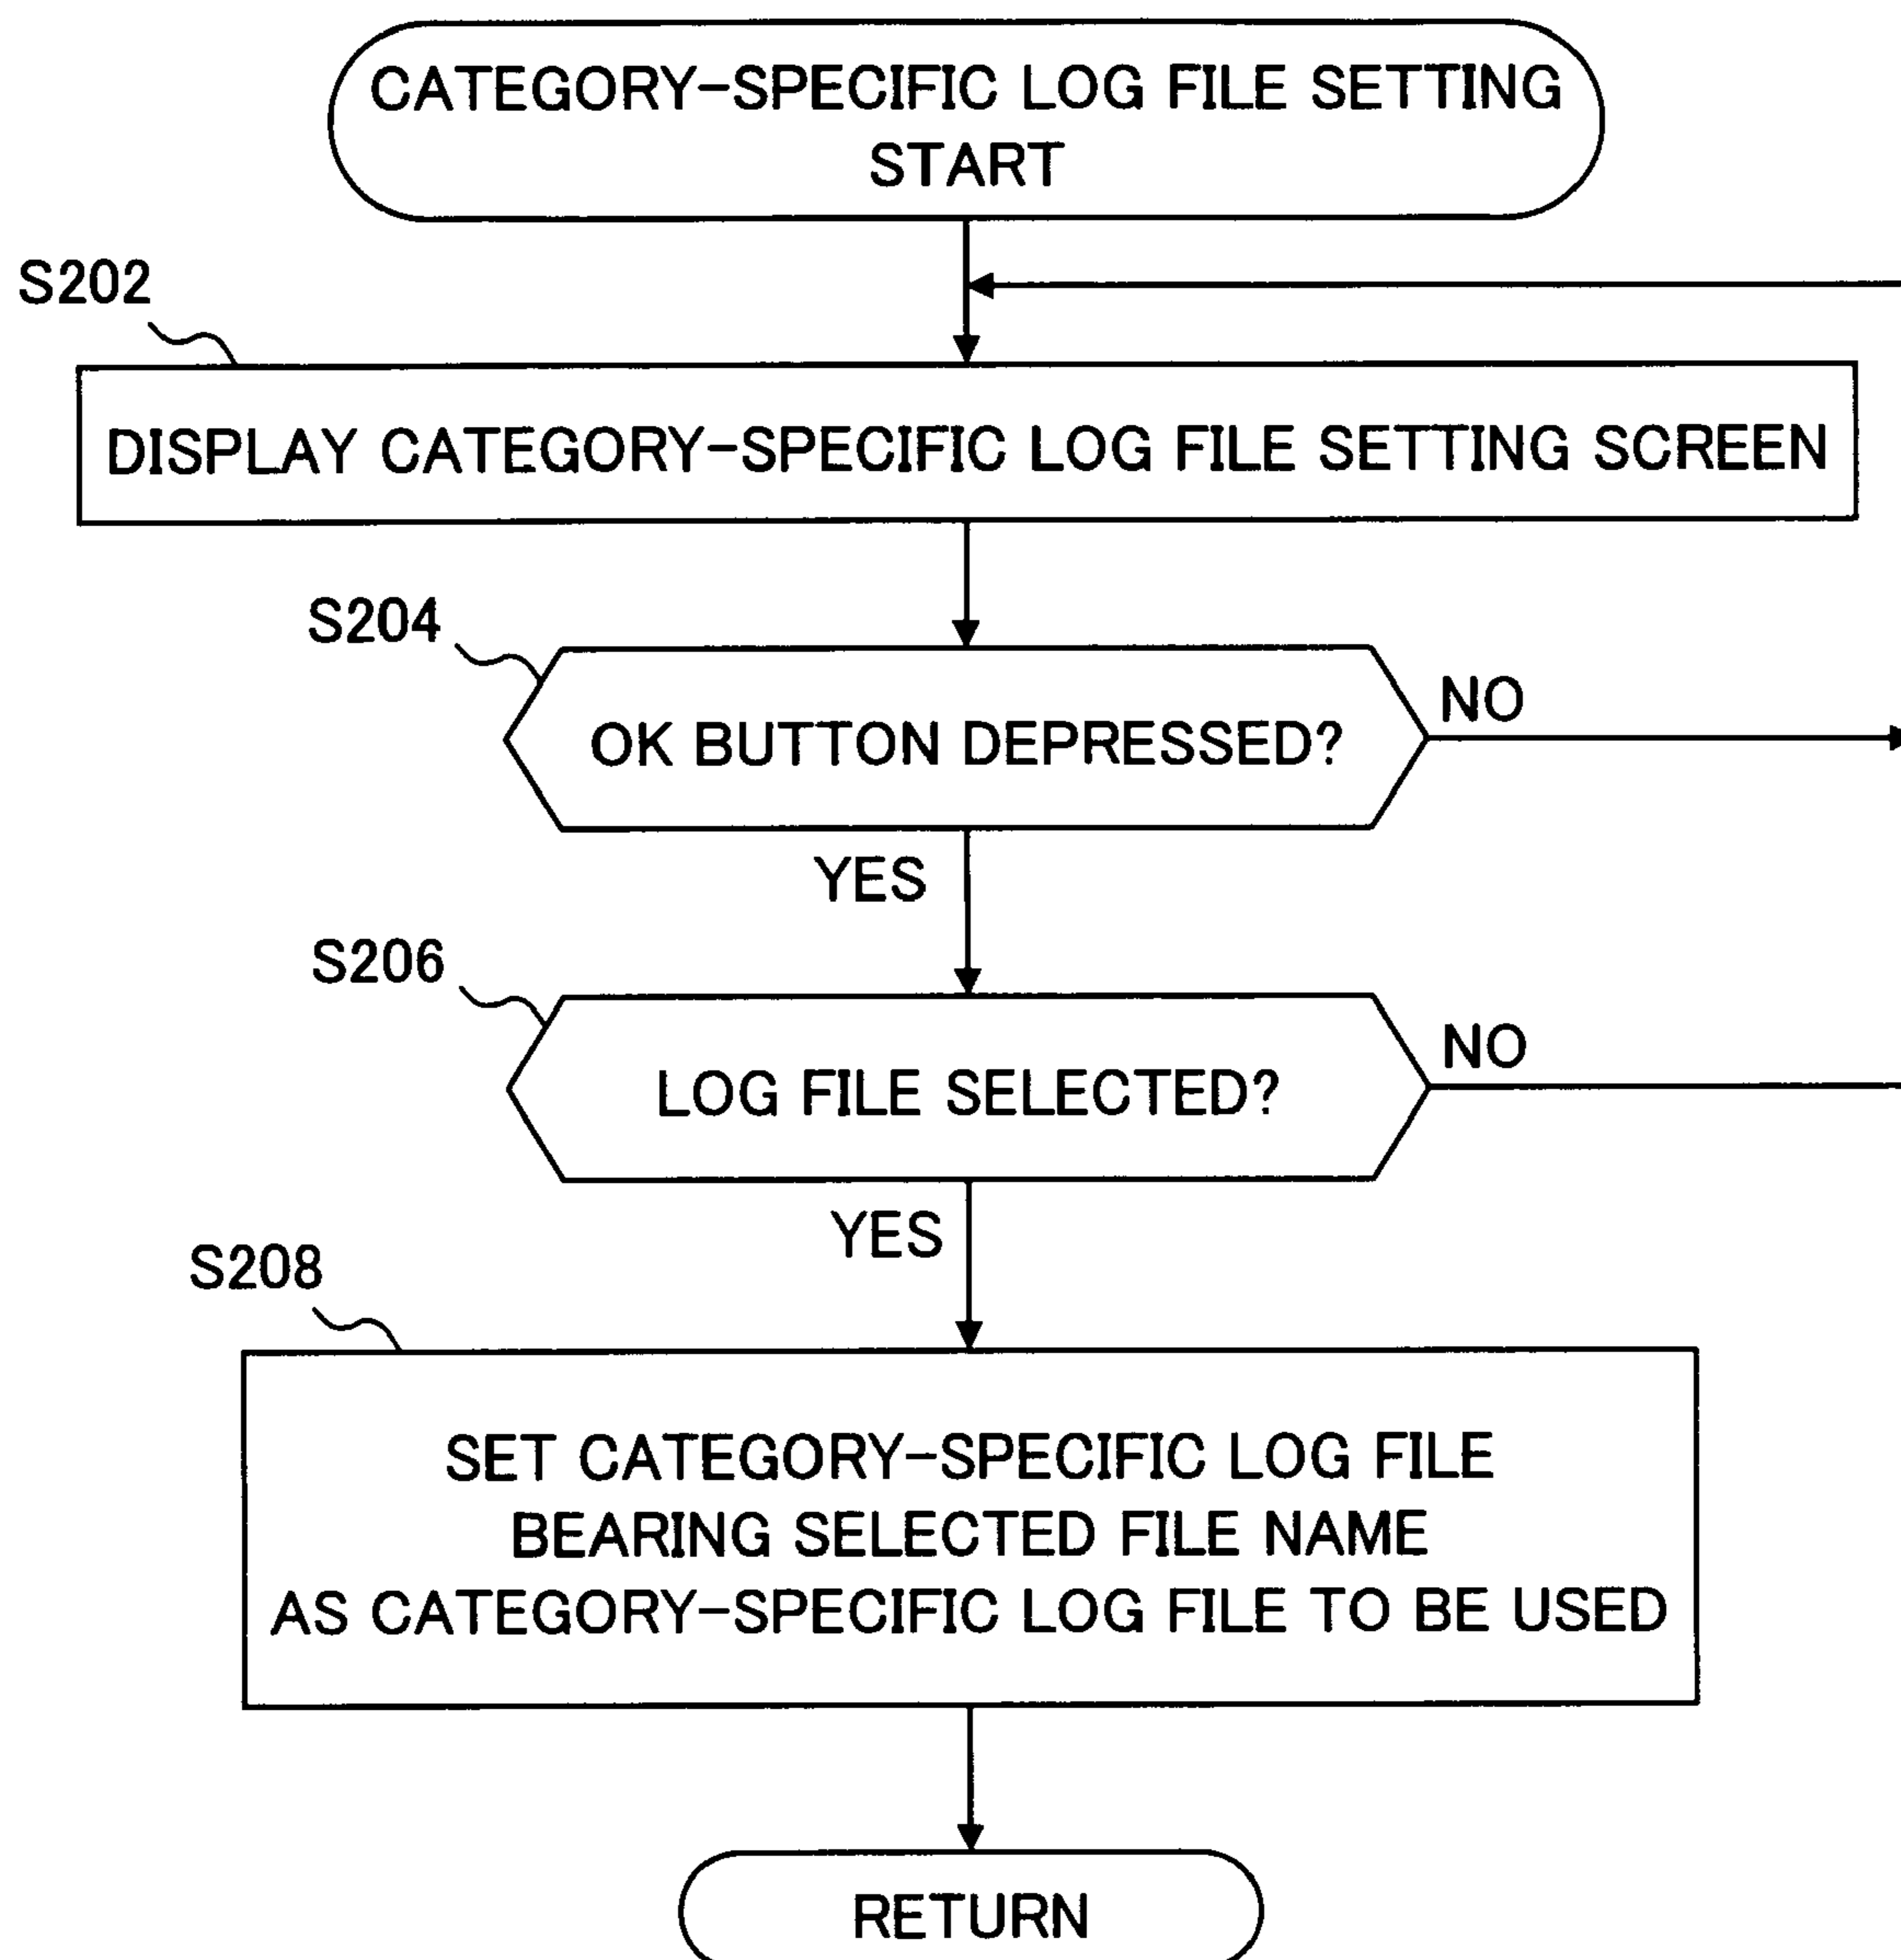 CATEGORY-SPECIFIC LOG FILE SETTING
START
S202
DISPLAY CATEGORY-SPECIFIC LOG FILE SETTING SCREEN
S204
OK BUTTON DEPRESSED?
NO
YES
S206
LOG FILE SELECTED?
NO
YES
S208
SET CATEGORY-SPECIFIC LOG FILE
BEARING SELECTED FILE NAME
AS CATEGORY-SPECIFIC LOG FILE TO BE USED
RETURN